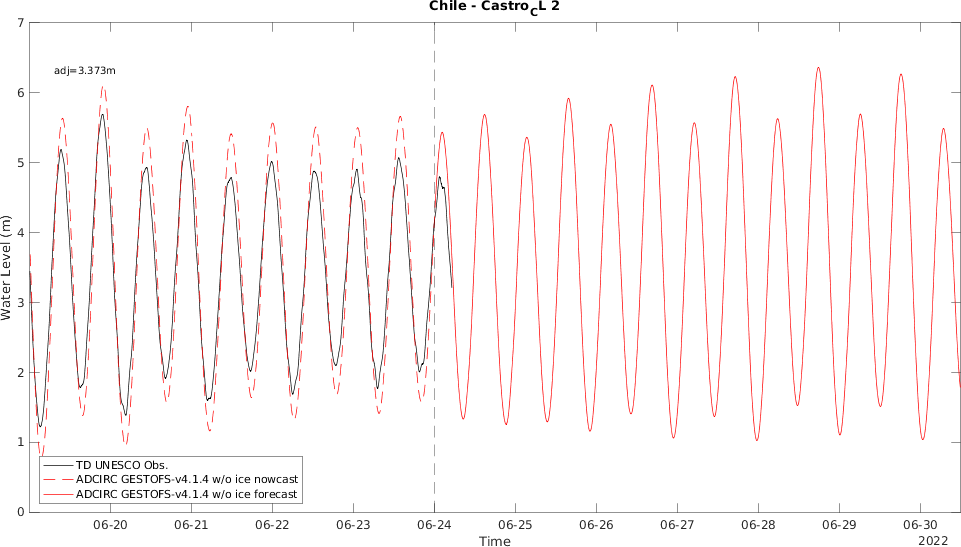 Chile - Castro_CL 2
adj=3.373m
Water Level (m)
7
6
5
4
3
2
1
0
TD UNESCO Obs.
ADCIRC GESTOFS-v4.1.4 w/o ice nowcast
ADCIRC GESTOFS-v4.1.4 w/o ice forecast
06-20 06-21 06-22 06-23 06-24 06-25 06-26 06-27 06-28 06-29 06-30
Time
2022